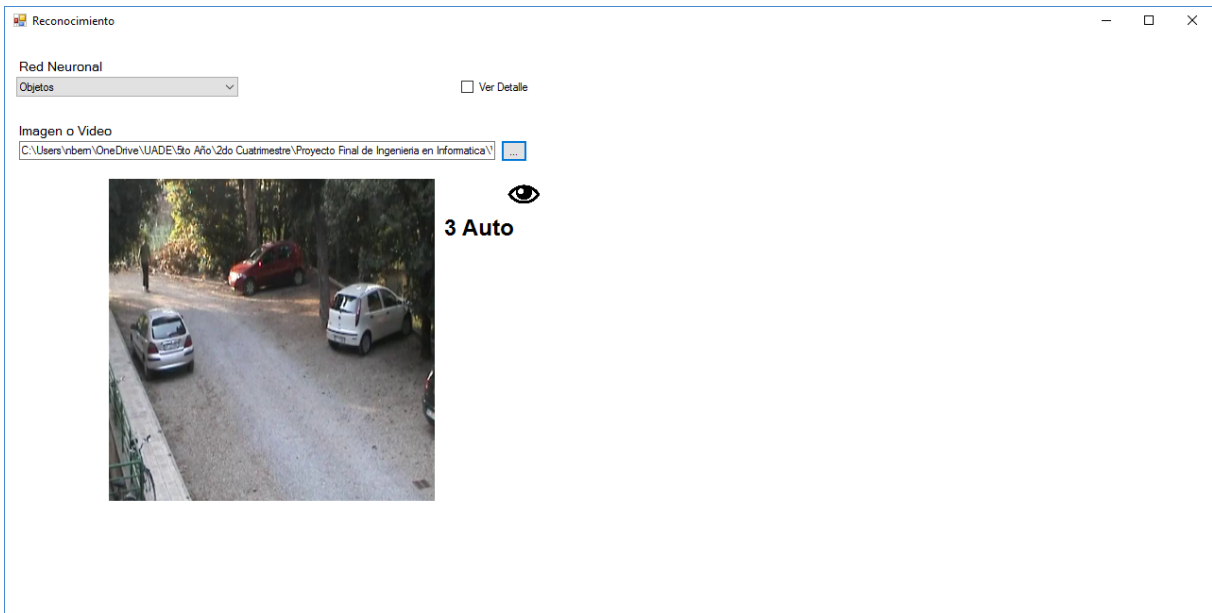 Reconocimiento
Red Neuronal
Objetos
Ver Detalle
Imagen o Video
C:\Users\nbern\OneDrive\UADE\5to Año\2do Cuatrimestre\Proyecto Final de Ingenieria en Informatica\
...
3 Auto